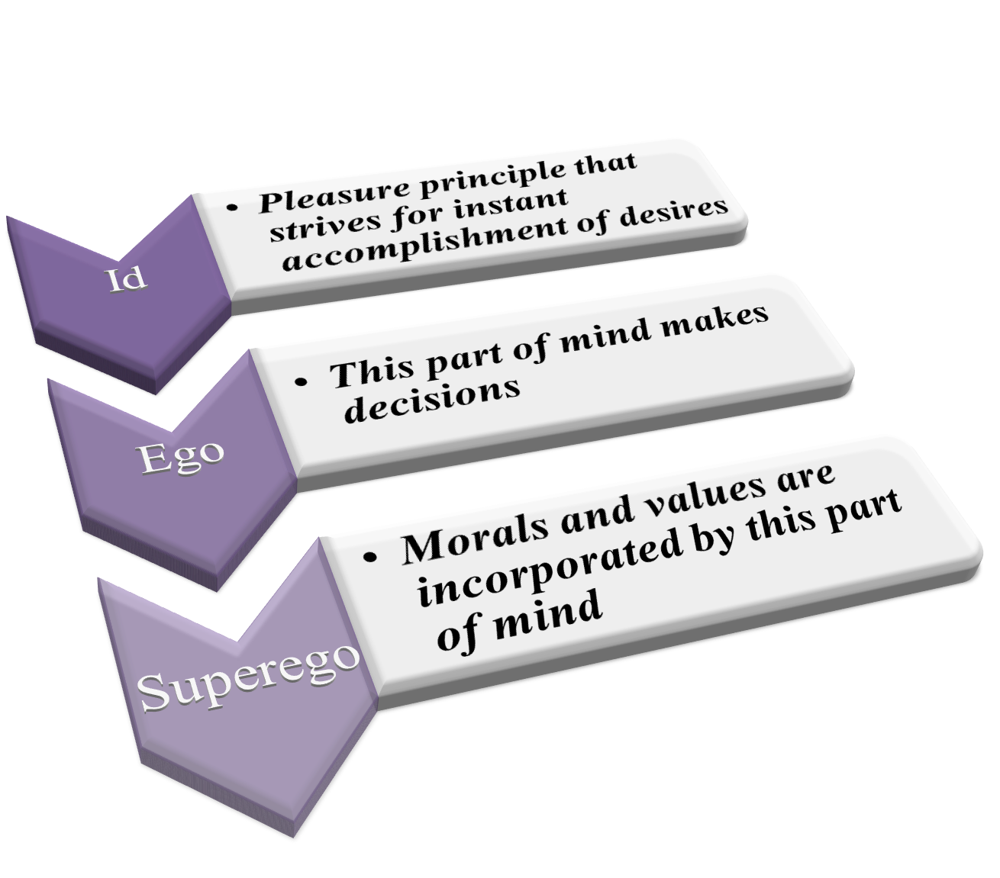 Id
• Pleasure principle that
strives for instant
accomplishment of desires
Ego
• This part of mind makes
decisions
Superego
• Morals and values are
incorporated by this part
of mind